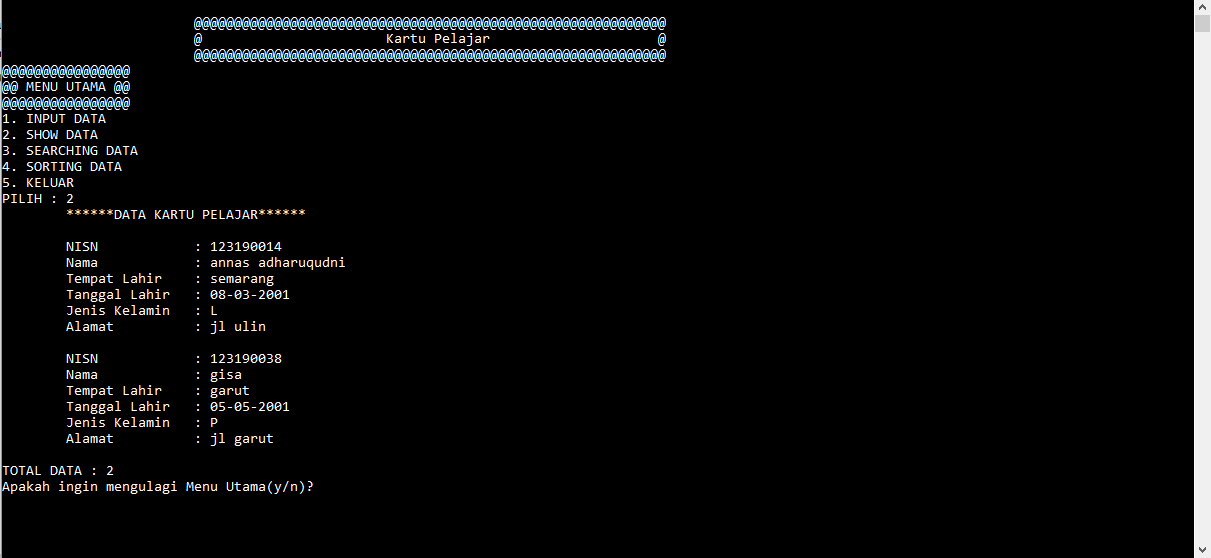 @@@@@@@@@@@@@@@@@@@@@@@@@@@@@@@@@@@@@@@@@@@@@@@@@@@@@@@@@@@
@ Kartu Pelajar @
@@@@@@@@@@@@@@@@@@@@@@@@@@@@@@@@@@@@@@@@@@@@@@@@@@@@@@@@@@@
@@@@@@@@@@@@@@@@
@@ MENU UTAMA @@
@@@@@@@@@@@@@@@@
1. INPUT DATA
2. SHOW DATA
3. SEARCHING DATA
4. SORTING DATA
5. KELUAR
PILIH : 2
******DATA KARTU PELAJAR******
NISN : 123190014
Nama : annas adharuqudni
Tempat Lahir : semarang
Tanggal Lahir : 08-03-2001
Jenis Kelamin : L
Alamat : jl ulin
NISN : 123190038
Nama : gisa
Tempat Lahir : garut
Tanggal Lahir : 05-05-2001
Jenis Kelamin : P
Alamat : jl garut
TOTAL DATA : 2
Apakah ingin mengulagi Menu Utama(y/n)?